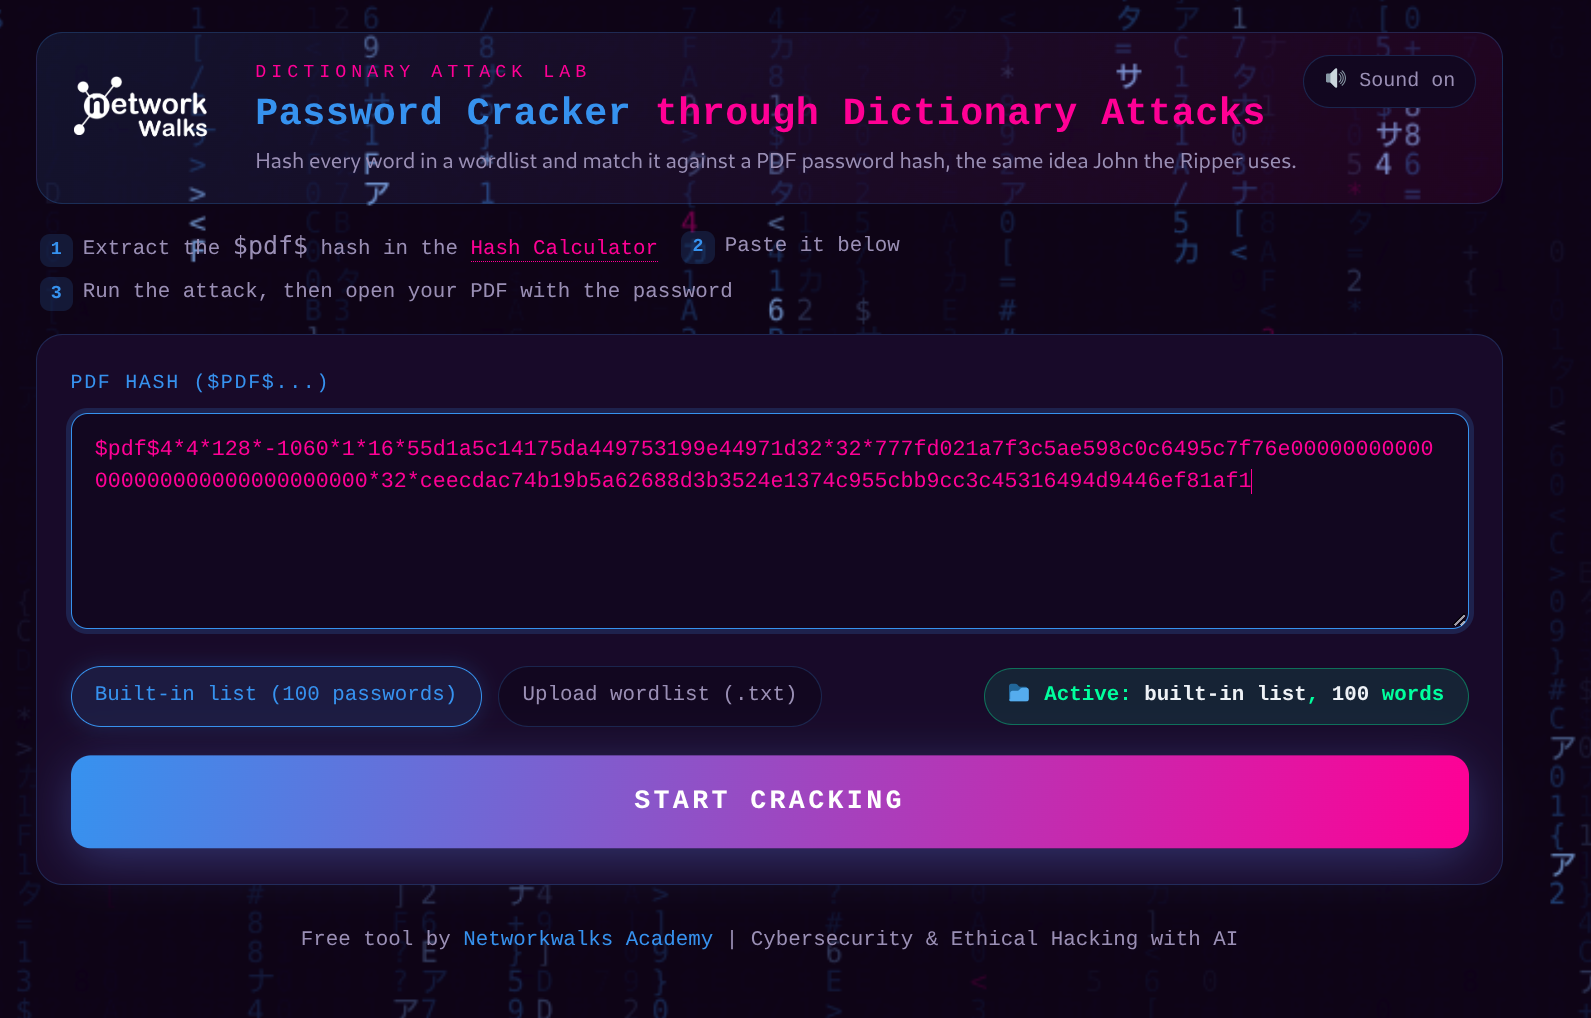 network
Walks
DICTIONARY ATTACK LAB
Password Cracker through Dictionary Attacks
Hash every word in a wordlist and match it against a PDF password hash, the same idea John the Ripper uses.
Sound on
1 Extract the $pdf$ hash in the Hash Calculator 2 Paste it below
3 Run the attack, then open your PDF with the password
PDF HASH ($PDF$...)
$pdf$4*4*128*-1060*1*16*55d1a5c14175da449753199e44971d32*32*777fd021a7f3c5ae598c0c6495c7f76e00000000000
0000000000000000000000*32*ceecdac74b19b5a62688d3b3524e1374c955cbb9cc3c45316494d9446ef81af1
Built-in list (100 passwords)
Upload wordlist (.txt)
Active: built-in list, 100 words
START CRACKING
Free tool by Networkwalks Academy | Cybersecurity & Ethical Hacking with AI